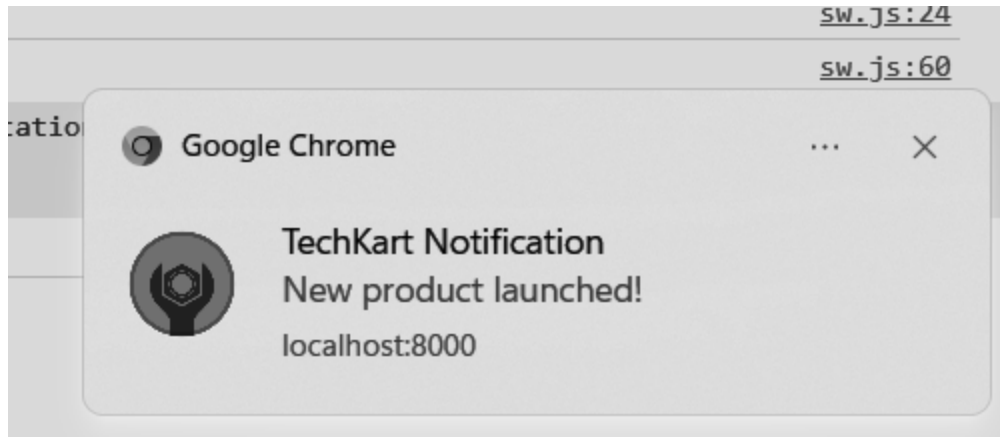 sw.js:24
sw.js:60
Google Chrome
TechKart Notification
New product launched!
localhost:8000